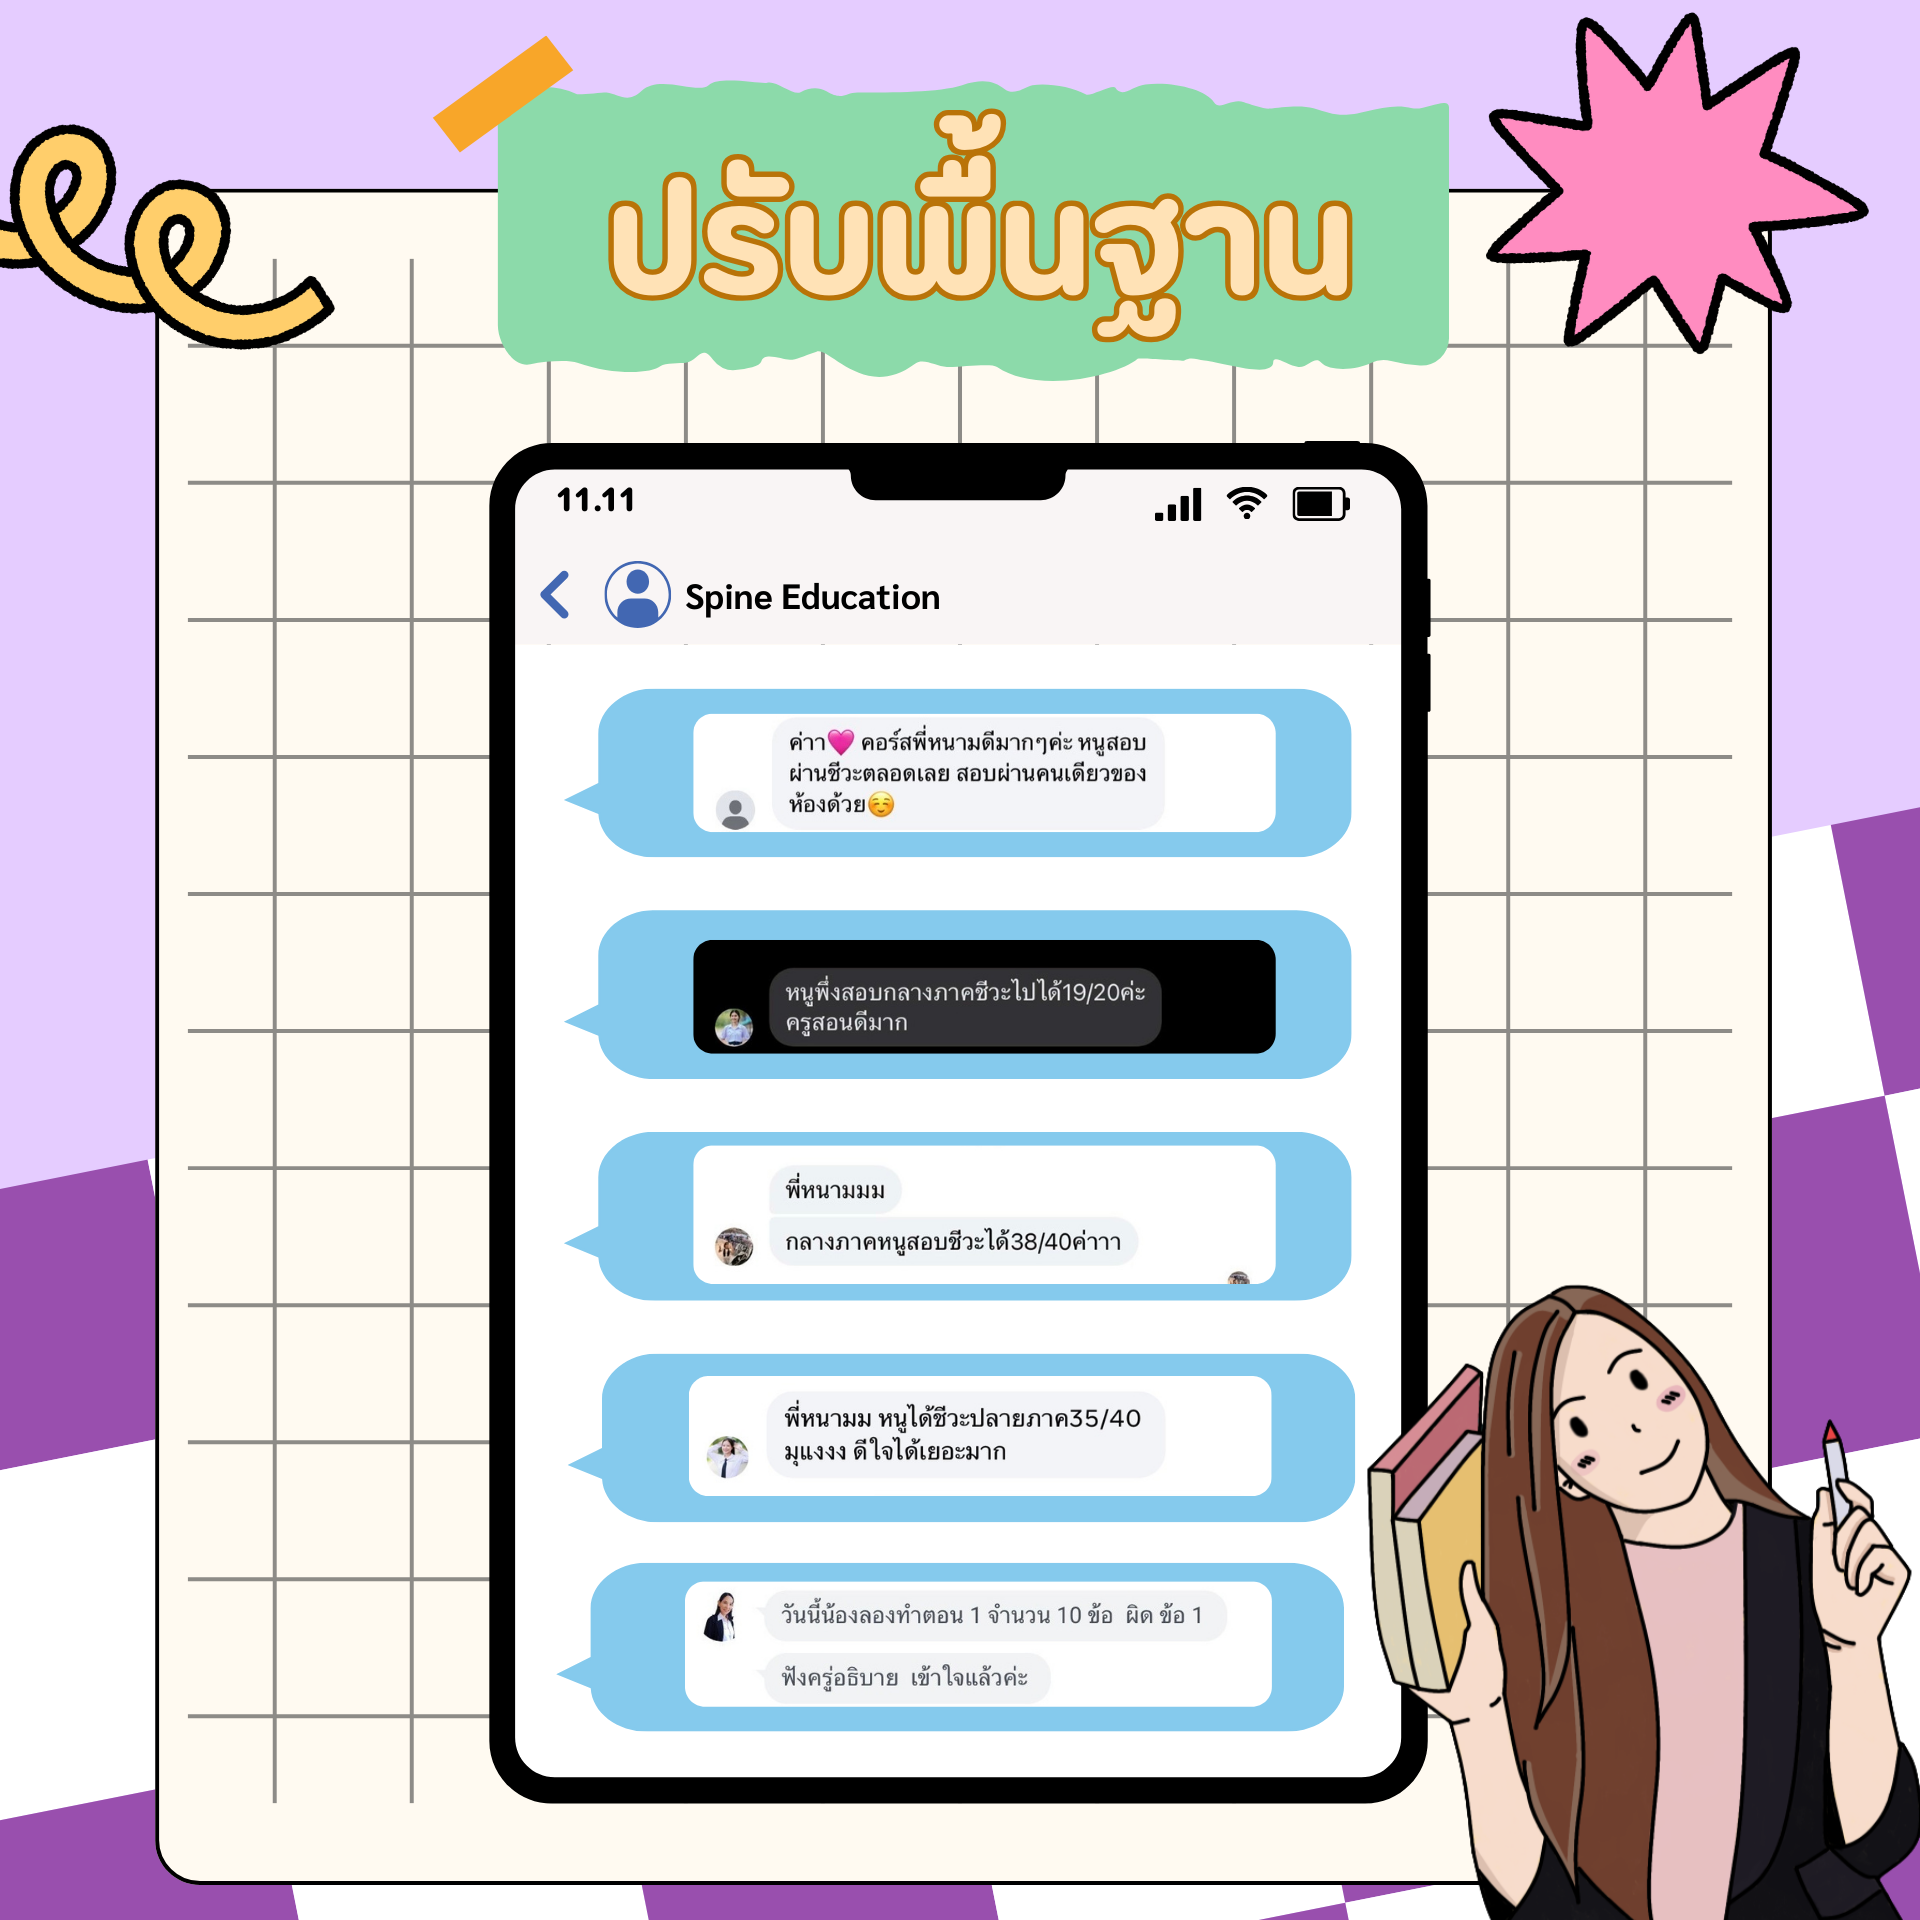 ปรับพื้นฐาน
11.11
Spine Education
ค่าา💗 คอร์สพี่หนามดีมากๆค่ะ หนูสอบ
ผ่านชีวะตลอดเลย สอบผ่านคนเดียวของ
ห้องด้วย☺️
หนูพึ่งสอบกลางภาคชีวะไปได้19/20ค่ะ
ครูสอนดีมาก
พี่หนามมม
กลางภาคหนูสอบชีวะได้38/40ค่าาา
พี่หนามม หนูได้ชีวะปลายภาค35/40
มุแงงง ดีใจได้เยอะมาก
วันนี้น้องลองทำตอน 1 จำนวน 10 ข้อ  ผิด ข้อ 1
ฟังครู่อธิบาย  เข้าใจแล้วค่ะ